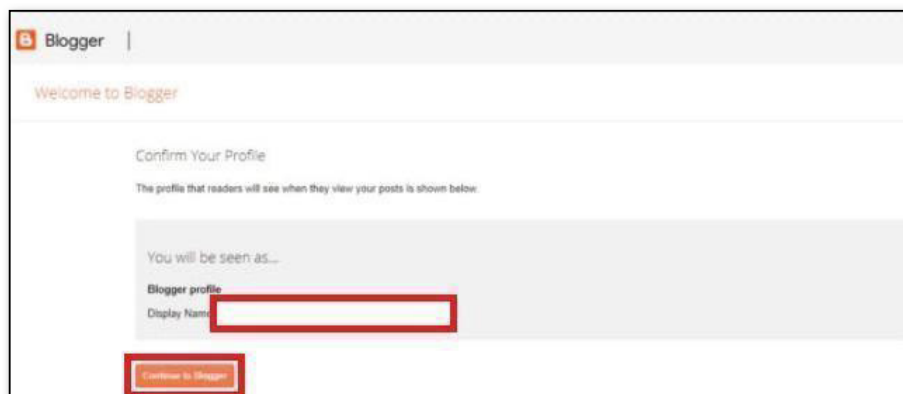 Blogger
Welcome to Blogger
Confirm Your Profile
The profile that readers will see when they view your posts is shown below.
You will be seen as...
Blogger profile
Display Name
Continue to Blogger